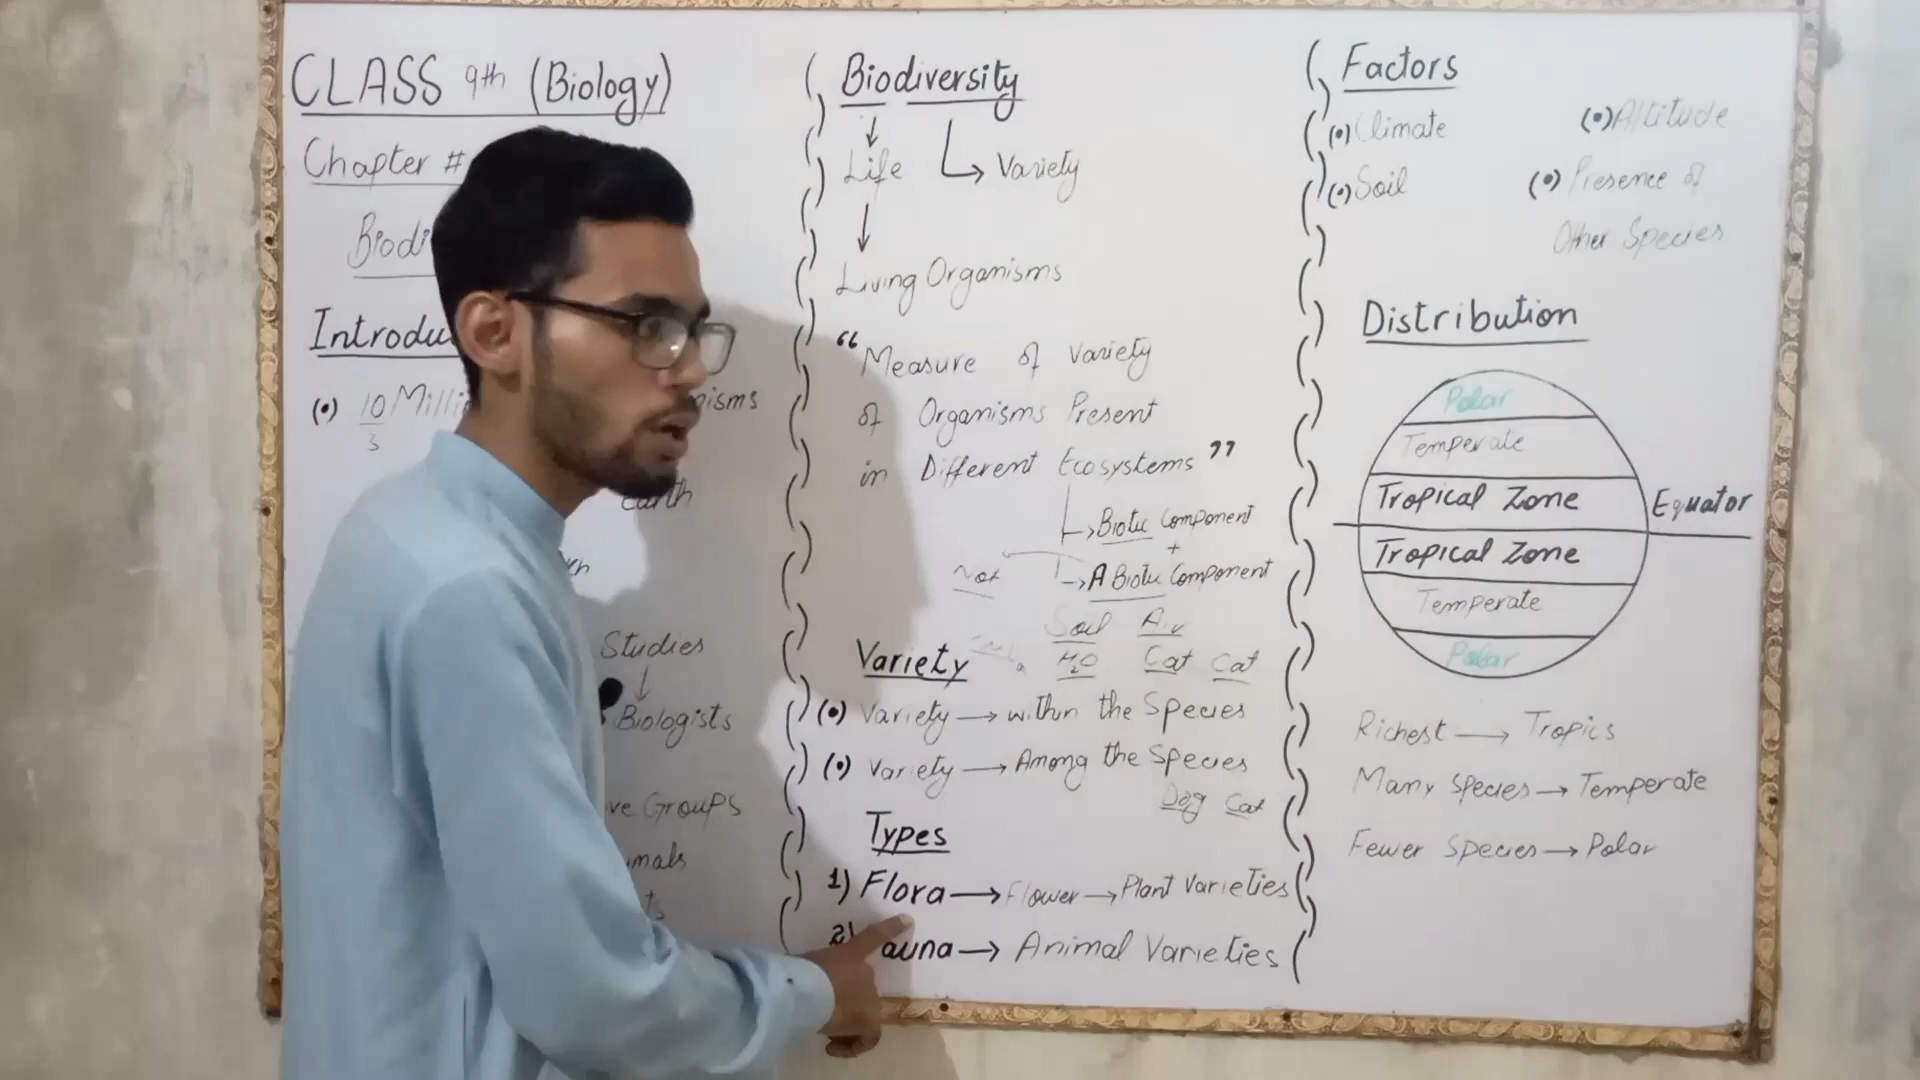 CLASS 9th (Biology)
Chapter #
Biodi
Introdu
(•) 10 Milli nisms
3
Earth
Studies
Biologists
ve Groups
mals
ts
Biodiversity
Life
Variety
Living Organisms
“Measure of variety
of Organisms Present
in Different Ecosystems”
Biotic Component
+
A Biotic Component
Not
Soil Air
H2O Cat Cat
Variety
(•) Variety → within the Species
(•) Variety → Among the Species
Dog Cat
Types
1) Flora → Flower → Plant Varieties
2) auna → Animal Varieties
Factors
(•) Climate (•) Altitude
(•) Soil (•) Presence of
Other Species
Distribution
Polar
Temperate
Tropical Zone
Equator
Tropical Zone
Temperate
Polar
Richest → Tropics
Many Species → Temperate
Fewer Species → Polar